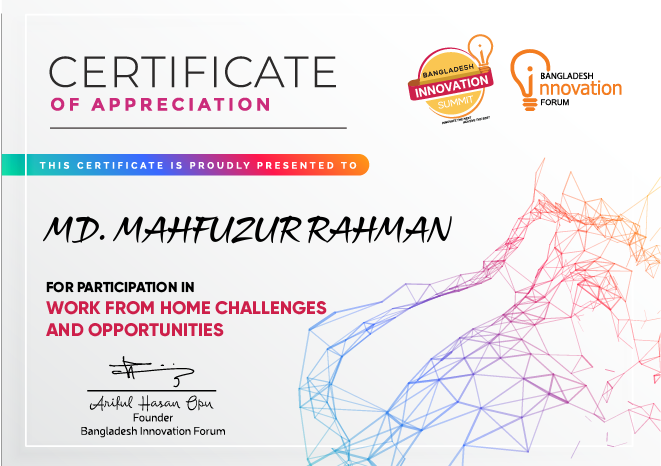 CERTIFICATE
OF APPRECIATION
BANGLADESH
INNOVATION
SUMMIT
BANGLADESH
innovation
FORUM
THIS CERTIFICATE IS PROUDLY PRESENTED TO
MD. MAHFUZUR RAHMAN
FOR PARTICIPATION IN
WORK FROM HOME CHALLENGES
AND OPPORTUNITIES
Ariful Hasan Opu
Founder
Bangladesh Innovation Forum